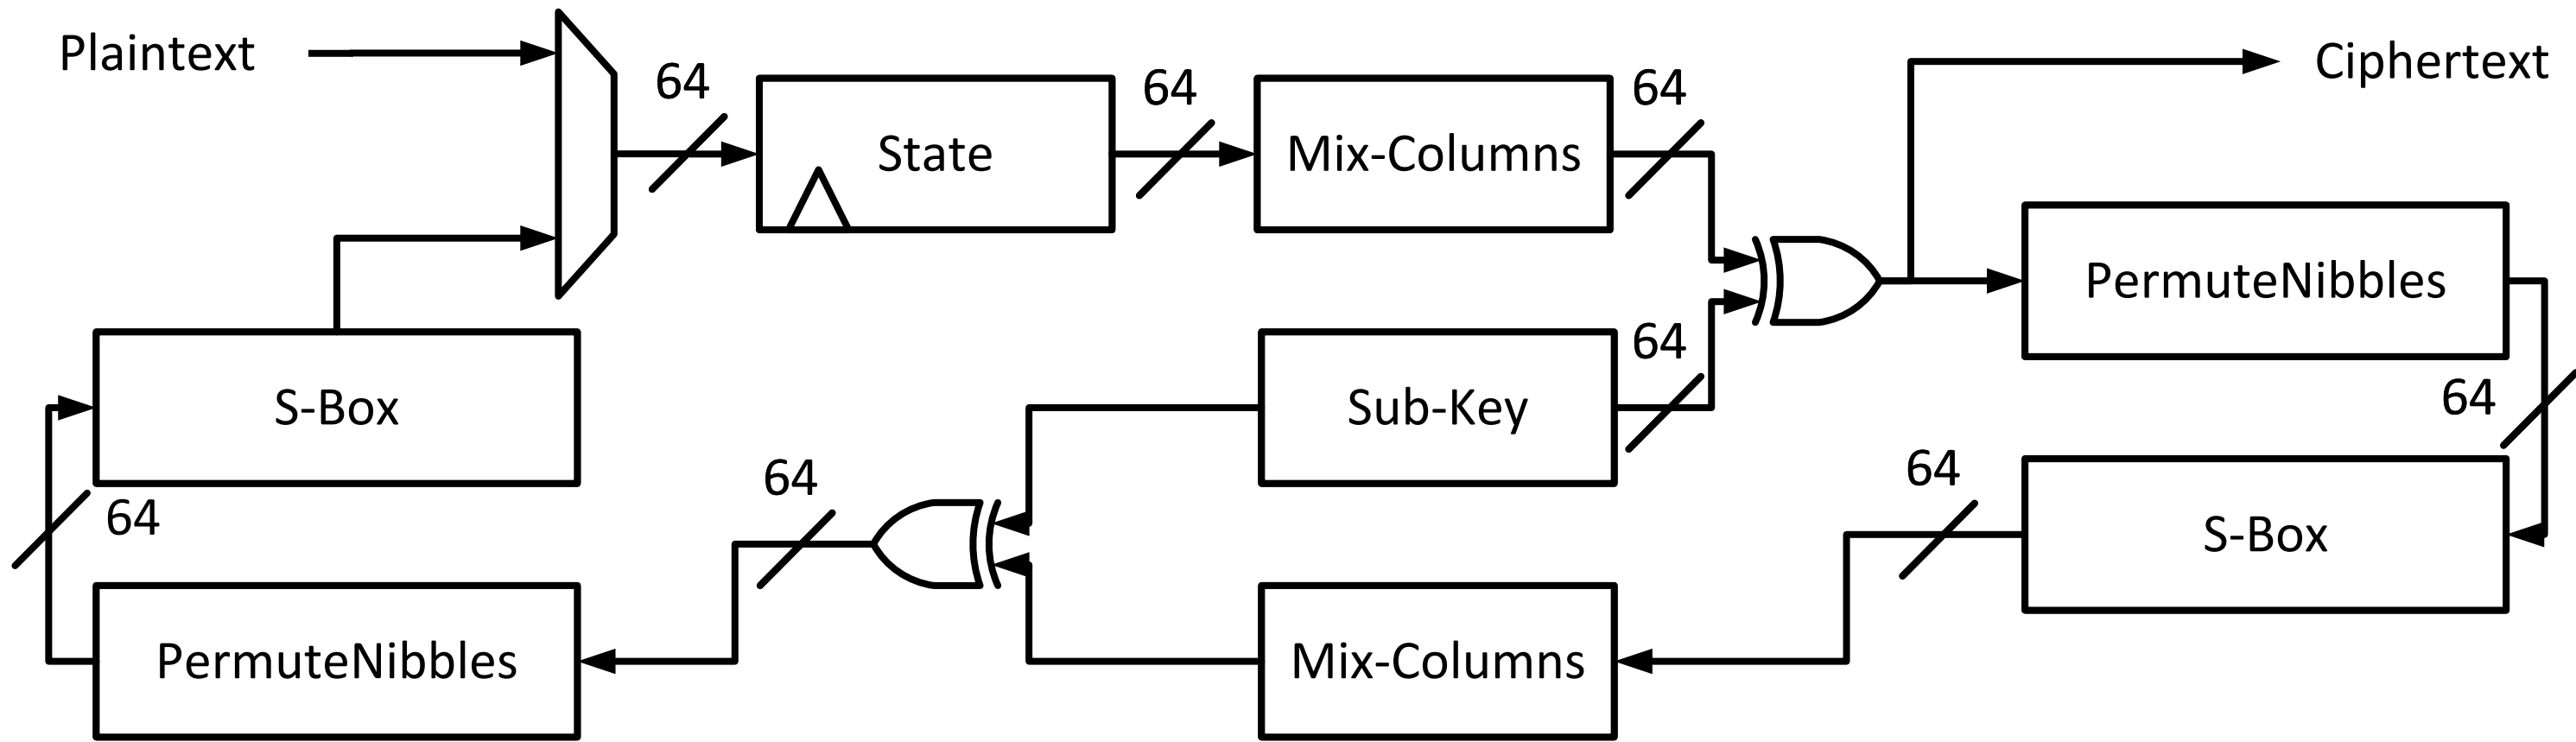 Plaintext
64
State
64
Mix-Columns
64
Ciphertext
PermuteNibbles
64
S-Box
64
Mix-Columns
Sub-Key
64
64
PermuteNibbles
64
S-Box